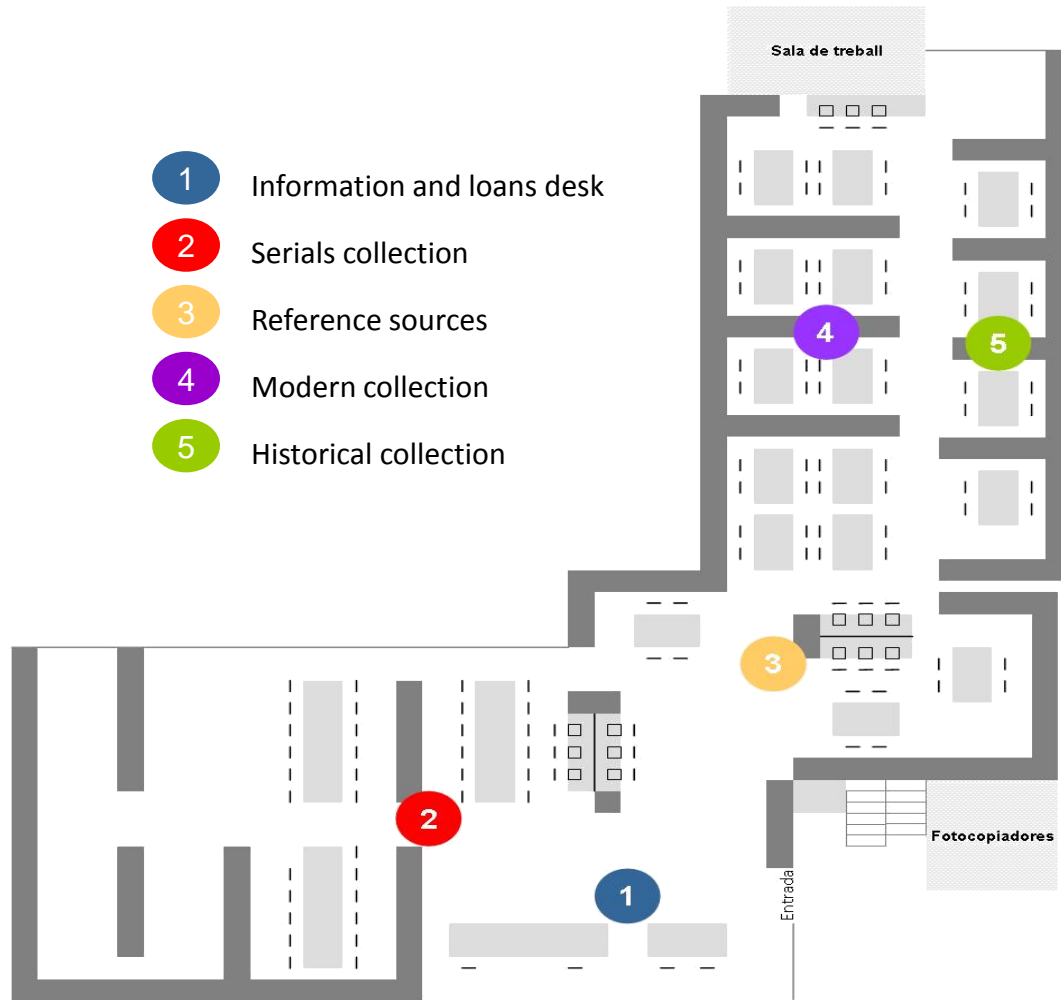 Sala de treball
1 Information and loans desk
2 Serials collection
3 Reference sources
4 Modern collection
5 Historical collection
4
5
3
2
Fotocopiadores
1
Entrada